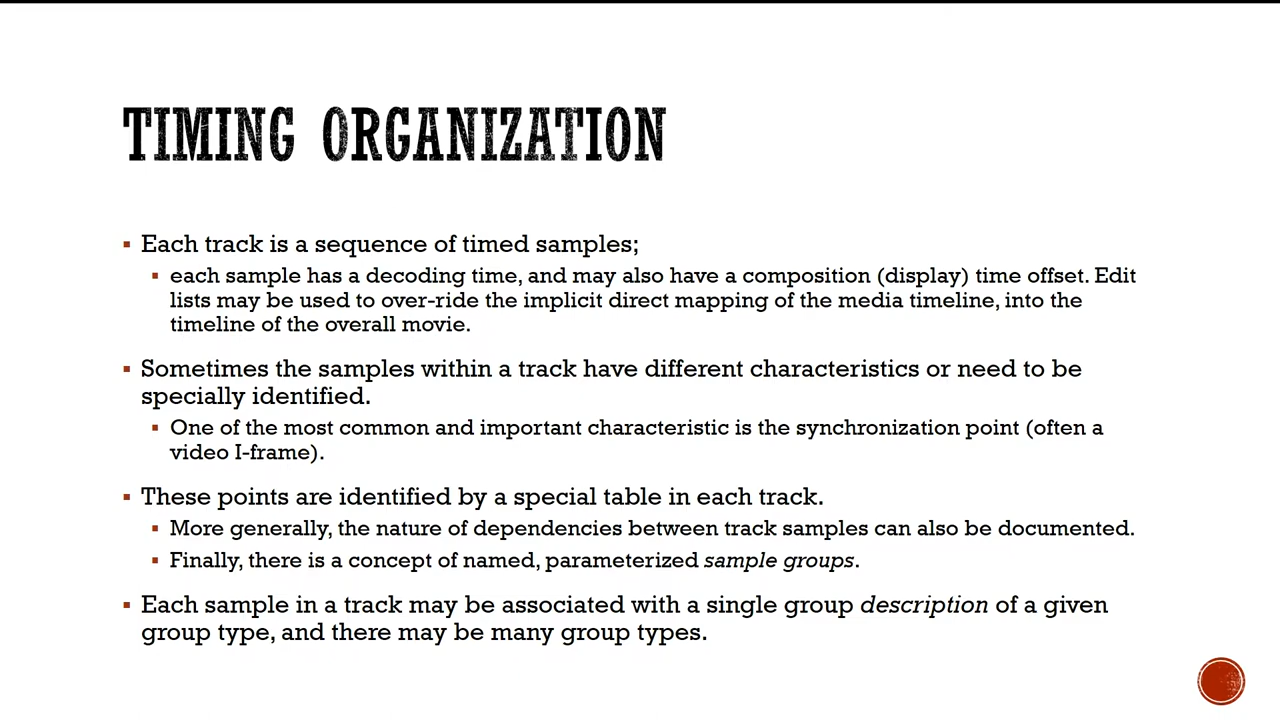 TIMING ORGANIZATION
▪ Each track is a sequence of timed samples;
▪ each sample has a decoding time, and may also have a composition (display) time offset. Edit
lists may be used to over-ride the implicit direct mapping of the media timeline, into the
timeline of the overall movie.
▪ Sometimes the samples within a track have different characteristics or need to be
specially identified.
▪ One of the most common and important characteristic is the synchronization point (often a
video I-frame).
▪ These points are identified by a special table in each track.
▪ More generally, the nature of dependencies between track samples can also be documented.
▪ Finally, there is a concept of named, parameterized sample groups.
▪ Each sample in a track may be associated with a single group description of a given
group type, and there may be many group types.